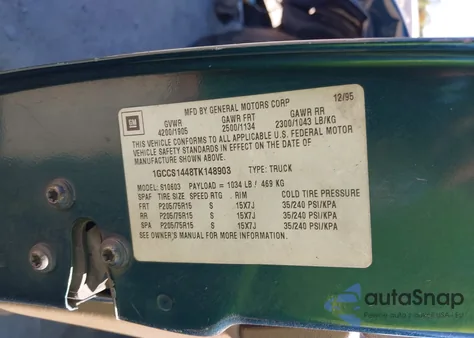 MFD BY GENERAL MOTORS CORP 12/95
GM GVWR GAWR FRT GAWR RR
4200/1905 2500/1134 2300/1043 LB/KG
THIS VEHICLE CONFORMS TO ALL APPLICABLE U.S. FEDERAL MOTOR
VEHICLE SAFETY STANDARDS IN EFFECT ON THE DATE OF
MANUFACTURE SHOWN ABOVE.
1GCCS1448TK148903 TYPE: TRUCK
MODEL: S10603 PAYLOAD = 1034 LB/ 469 KG
SPAF TIRE SIZE SPEED RTG RIM COLD TIRE PRESSURE
FRT P205/75R15 S 15X7J 35/240 PSI/KPA
RR P205/75R15 S 15X7J 35/240 PSI/KPA
SPA P205/75R15 S 15X7J 35/240 PSI/KPA
SEE OWNER'S MANUAL FOR MORE INFORMATION.
autoSnap